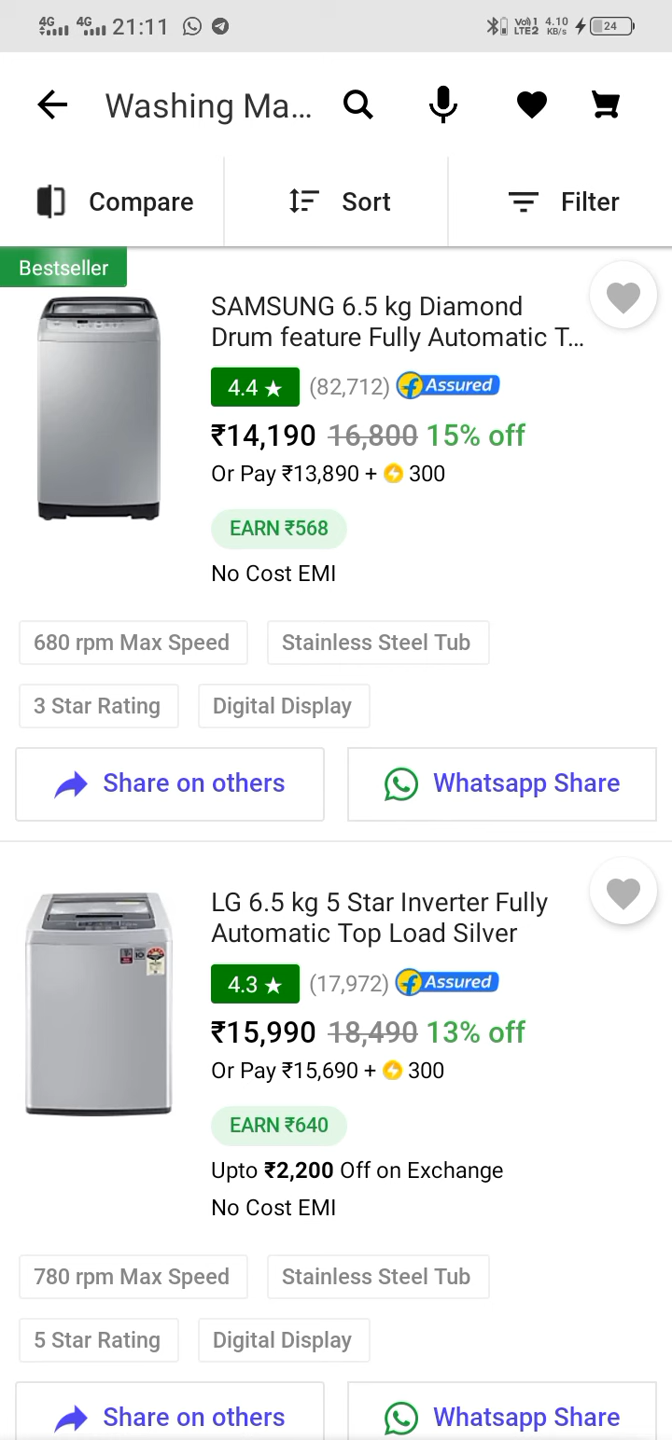 4G 4G 21:11 Vo) 1 LTE2 4.10 KB/s 24
Washing Ma...
Compare Sort Filter
Bestseller
SAMSUNG 6.5 kg Diamond
Drum feature Fully Automatic T...
4.4 ★ (82,712) Assured
₹14,190 16,800 15% off
Or Pay ₹13,890 + 300
EARN ₹568
No Cost EMI
680 rpm Max Speed Stainless Steel Tub
3 Star Rating Digital Display
Share on others Whatsapp Share
LG 6.5 kg 5 Star Inverter Fully
Automatic Top Load Silver
4.3 ★ (17,972) Assured
₹15,990 18,490 13% off
Or Pay ₹15,690 + 300
EARN ₹640
Upto ₹2,200 Off on Exchange
No Cost EMI
780 rpm Max Speed Stainless Steel Tub
5 Star Rating Digital Display
Share on others Whatsapp Share